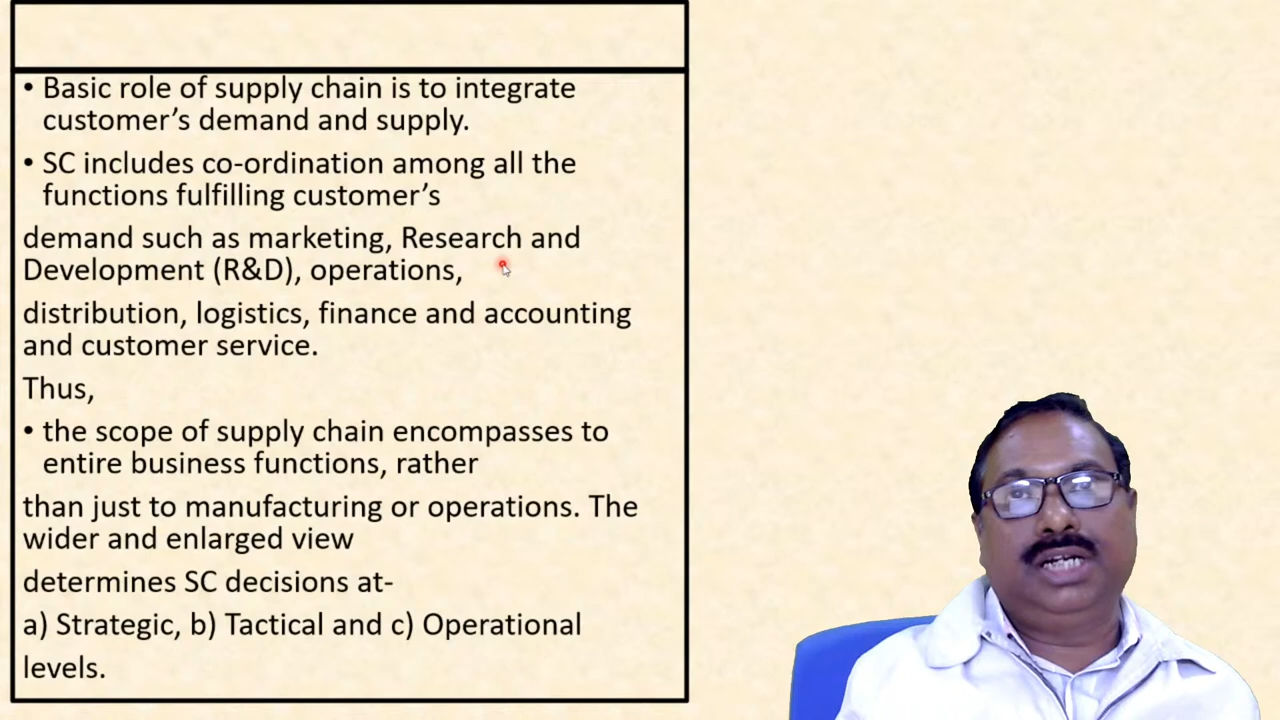 • Basic role of supply chain is to integrate
customer’s demand and supply.
• SC includes co-ordination among all the
functions fulfilling customer’s
demand such as marketing, Research and
Development (R&D), operations,
distribution, logistics, finance and accounting
and customer service.
Thus,
• the scope of supply chain encompasses to
entire business functions, rather
than just to manufacturing or operations. The
wider and enlarged view
determines SC decisions at-
a) Strategic, b) Tactical and c) Operational
levels.